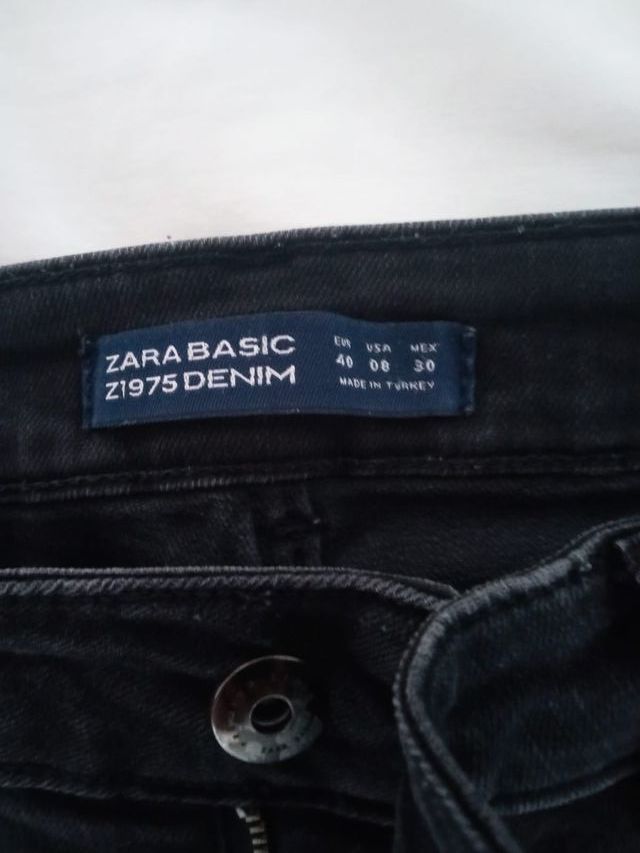 ZARA BASIC
Z1975 DENIM
EUR USA MEX
40 08 30
MADE IN TURKEY